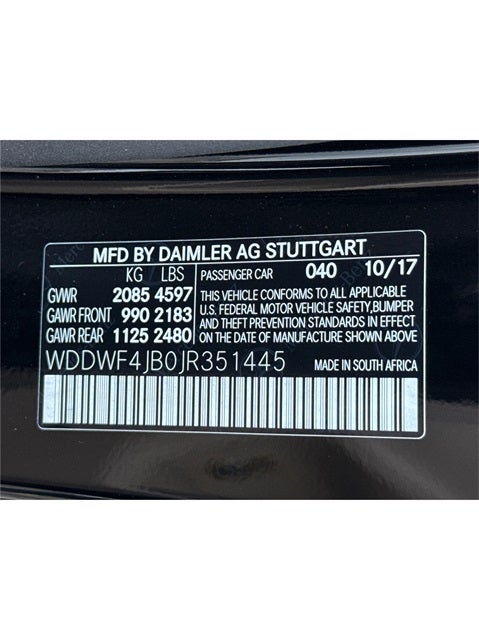 MFD BY DAIMLER AG STUTTGART
KG LBS PASSENGER CAR 040 10/17
GVWR 2085 4597 THIS VEHICLE CONFORMS TO ALL APPLICABLE
GAWR FRONT 990 2183 U.S. FEDERAL MOTOR VEHICLE SAFETY,BUMPER
GAWR REAR 1125 2480 AND THEFT PREVENTION STANDARDS IN EFFECT
ON THE DATE OF MANUFACTURE SHOWN ABOVE
WDDWF4JB0JR351445 MADE IN SOUTH AFRICA